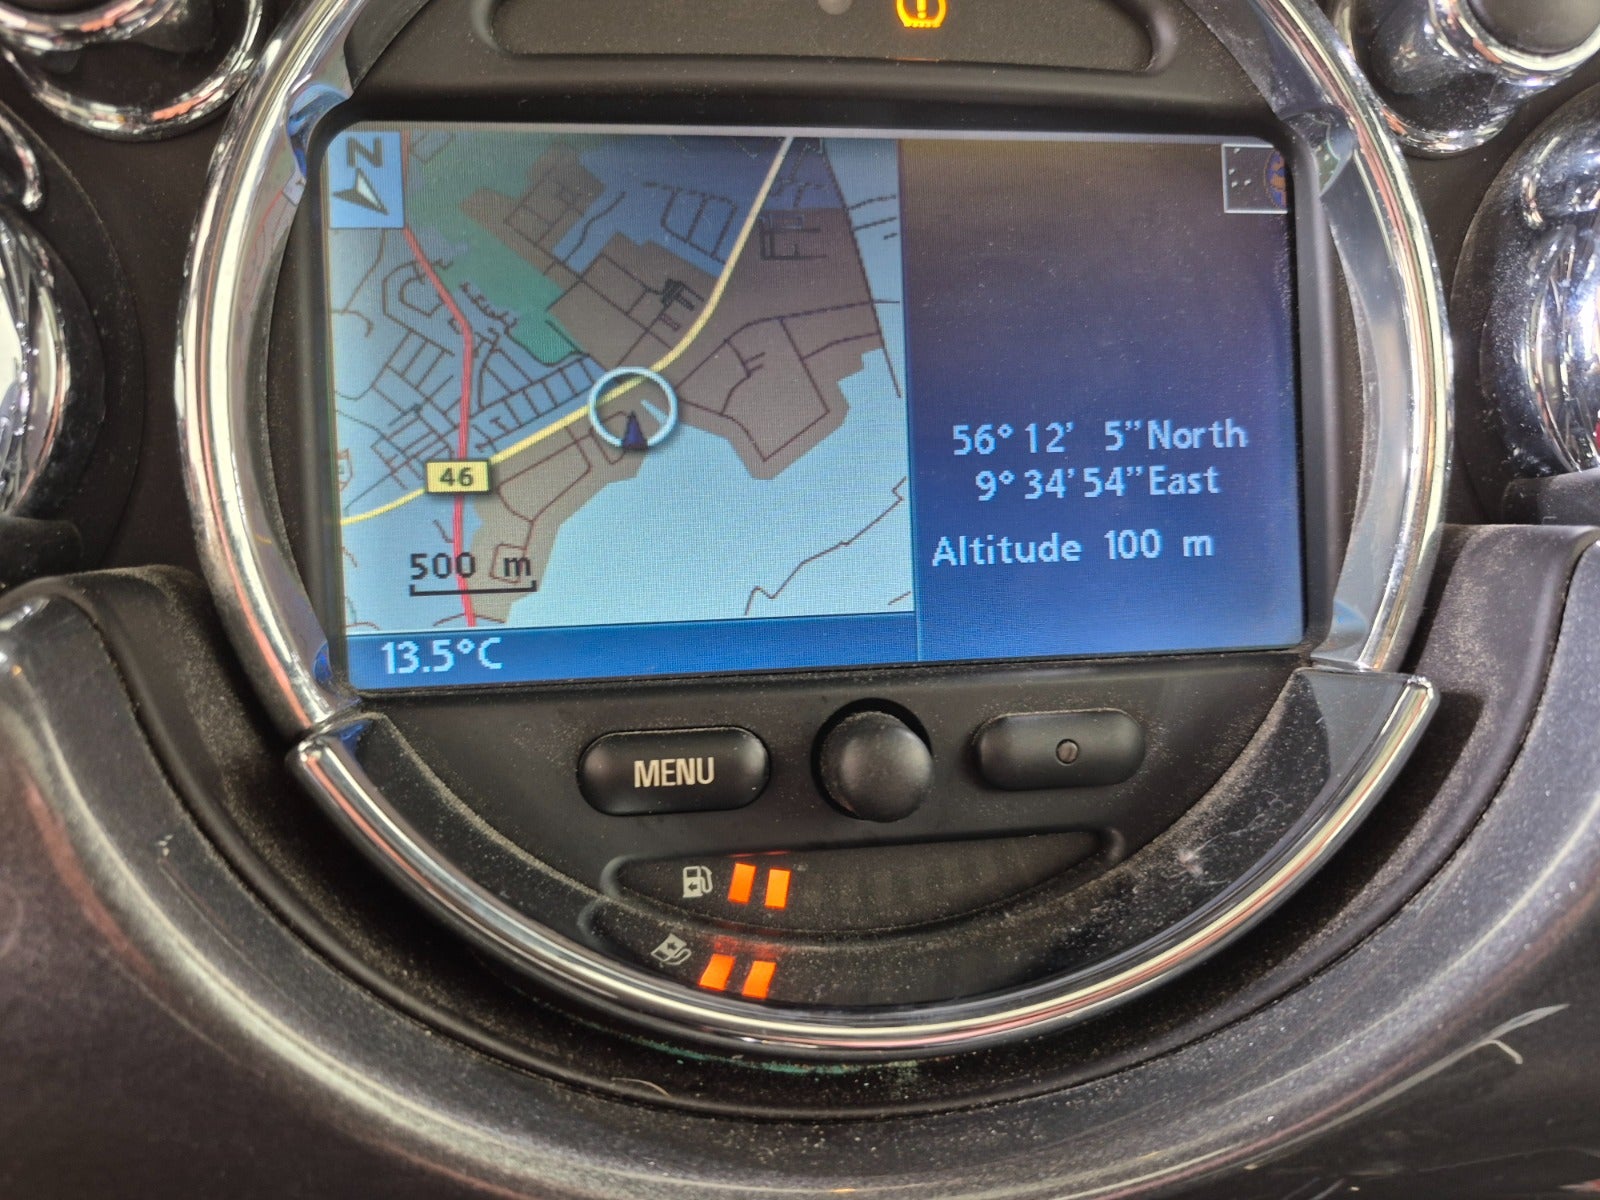 N
46
500 m
13.5°C
56° 12' 5” North
9° 34' 54” East
Altitude 100 m
MENU